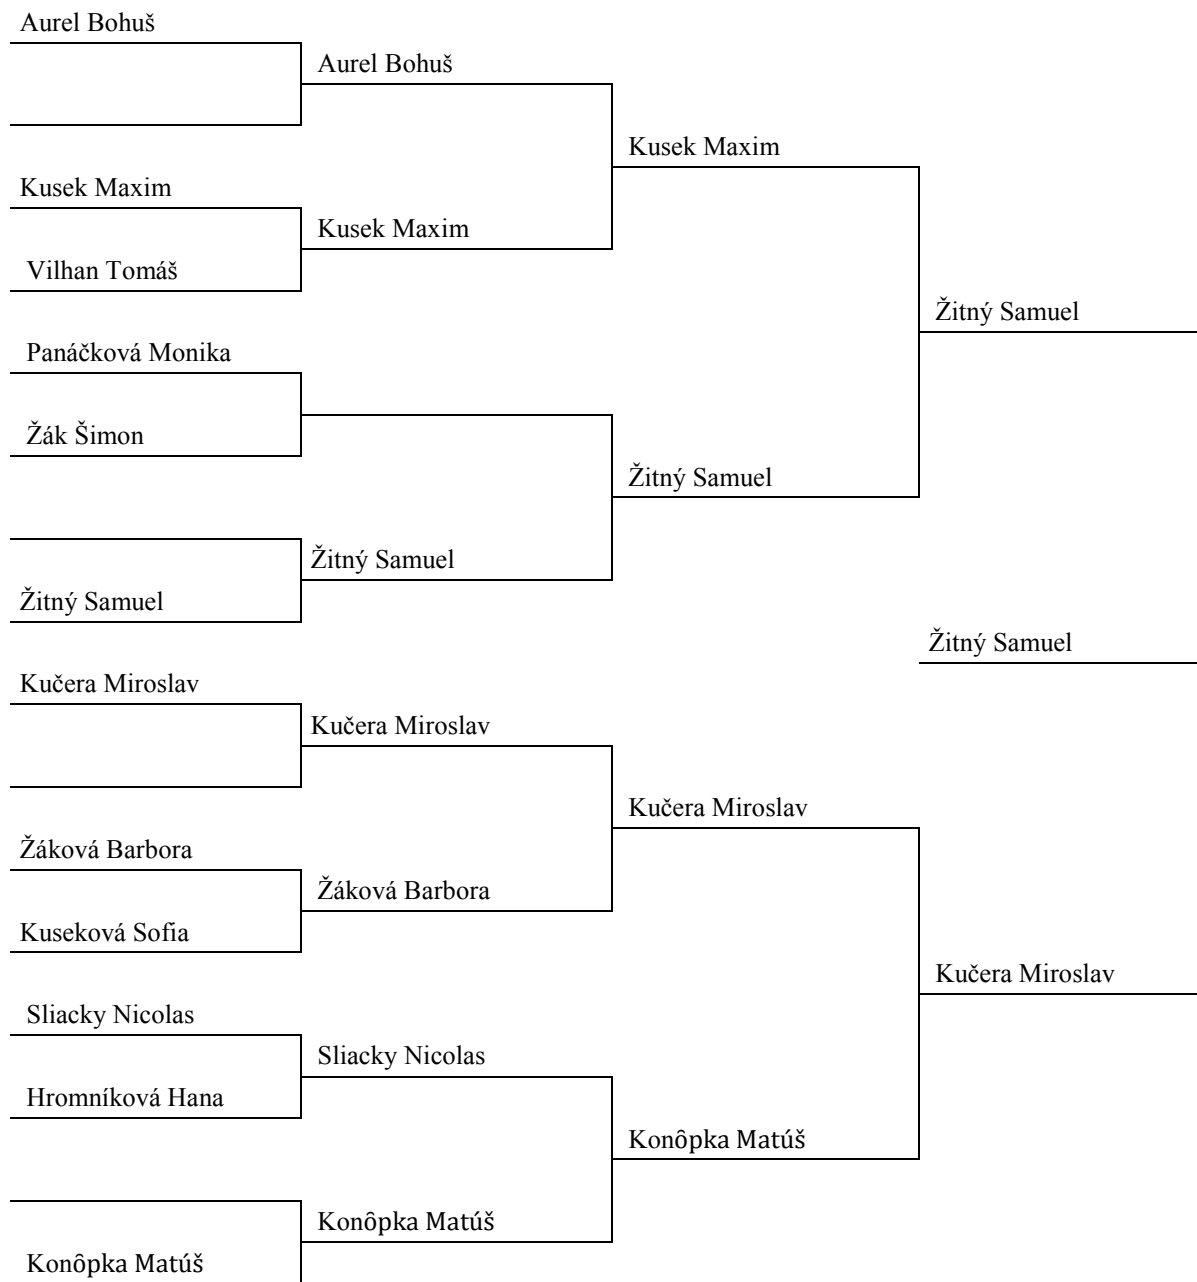 Aurel Bohuš
Aurel Bohuš
Kusek Maxim
Kusek Maxim
Kusek Maxim
Vilhan Tomáš
Žitný Samuel
Panáčková Monika
Žák Šimon
Žitný Samuel
Žitný Samuel
Žitný Samuel
Žitný Samuel
Kučera Miroslav
Kučera Miroslav
Kučera Miroslav
Žáková Barbora
Žáková Barbora
Kuseková Sofia
Kučera Miroslav
Sliacky Nicolas
Sliacky Nicolas
Hromníková Hana
Konôpka Matúš
Konôpka Matúš
Konôpka Matúš